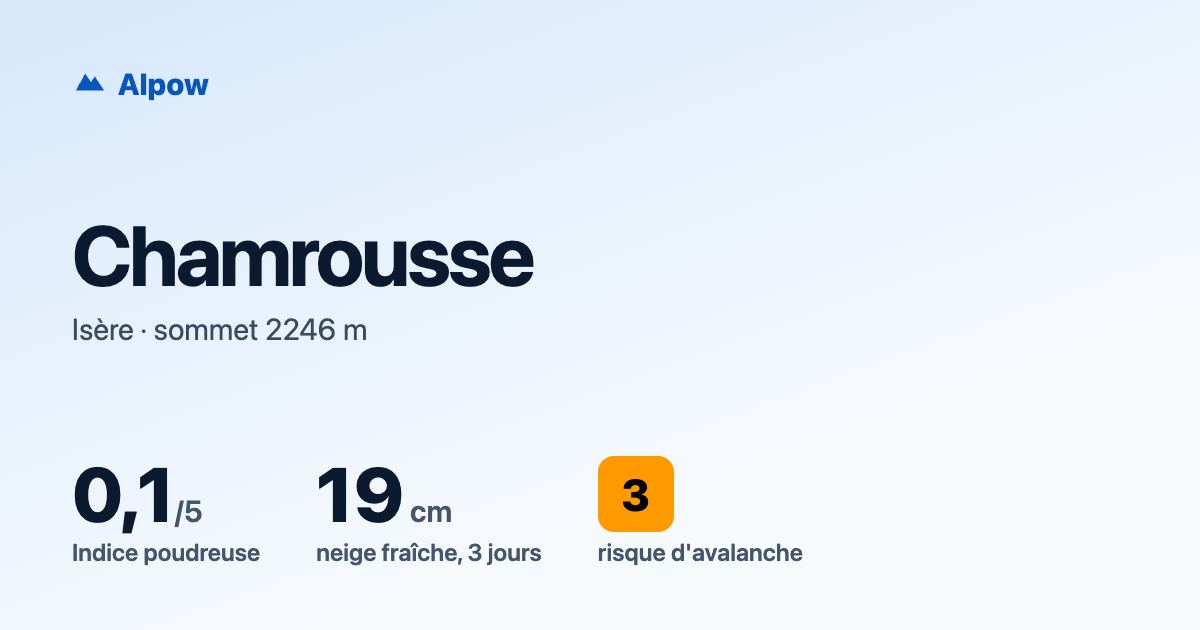 Alpow
Chamrousse
Isère · sommet 2246 m
0,1/5
Indice poudreuse
19 cm
neige fraîche, 3 jours
3
risque d'avalanche